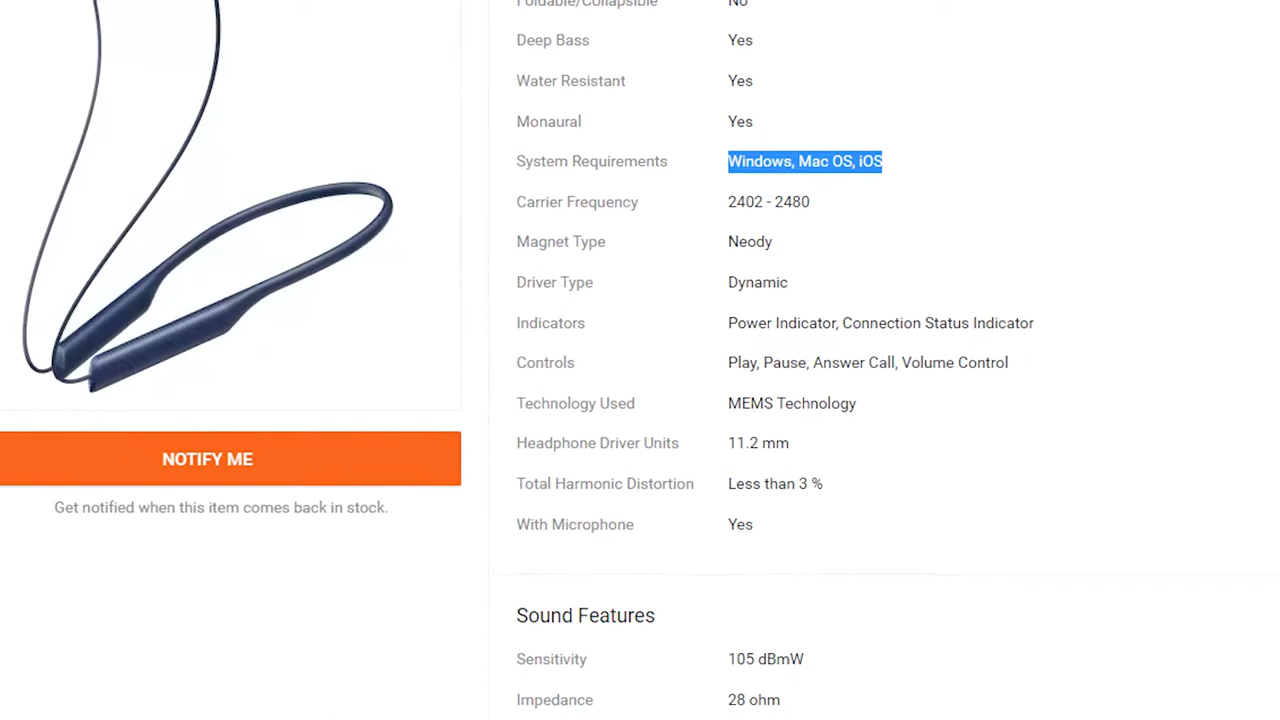 Foldable/Collapsible No
Deep Bass Yes
Water Resistant Yes
Monaural Yes
System Requirements Windows, Mac OS, iOS
Carrier Frequency 2402 - 2480
Magnet Type Neody
Driver Type Dynamic
Indicators Power Indicator, Connection Status Indicator
Controls Play, Pause, Answer Call, Volume Control
Technology Used MEMS Technology
Headphone Driver Units 11.2 mm
Total Harmonic Distortion Less than 3 %
With Microphone Yes
NOTIFY ME
Get notified when this item comes back in stock.
Sound Features
Sensitivity 105 dBmW
Impedance 28 ohm